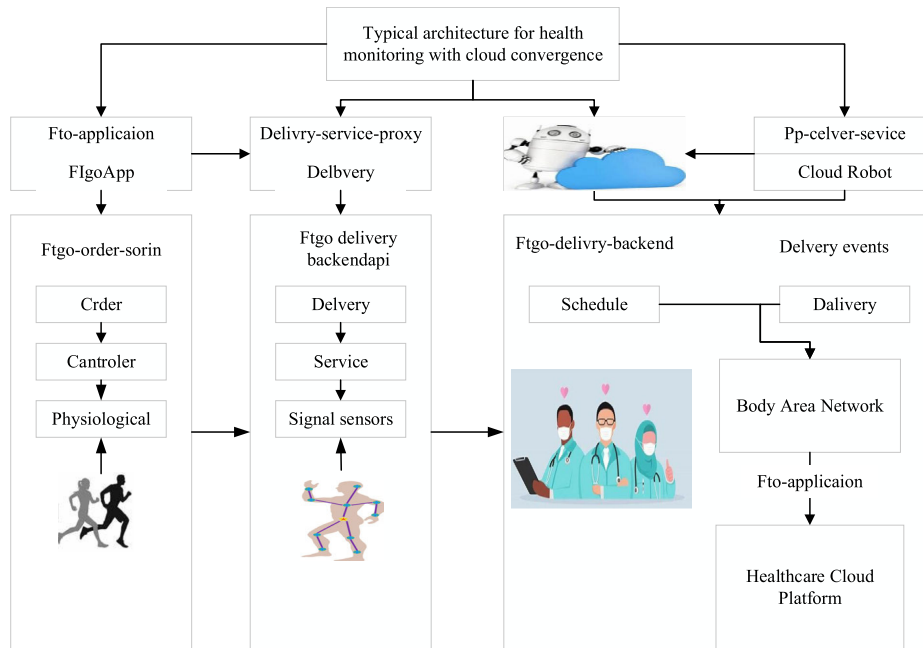 Typical architecture for health
monitoring with cloud convergence
Fto-applicaion
FIgoApp
Delivry-service-proxy
Delbvery
Pp-celver-sevice
Cloud Robot
Ftgo-order-sorin
Crder
Cantroler
Physiological
Ftgo delivery
backendapi
Delvery
Service
Signal sensors
Ftgo-delivry-backend
Delvery events
Schedule
Dalivery
Body Area Network
Fto-applicaion
Healthcare Cloud
Platform